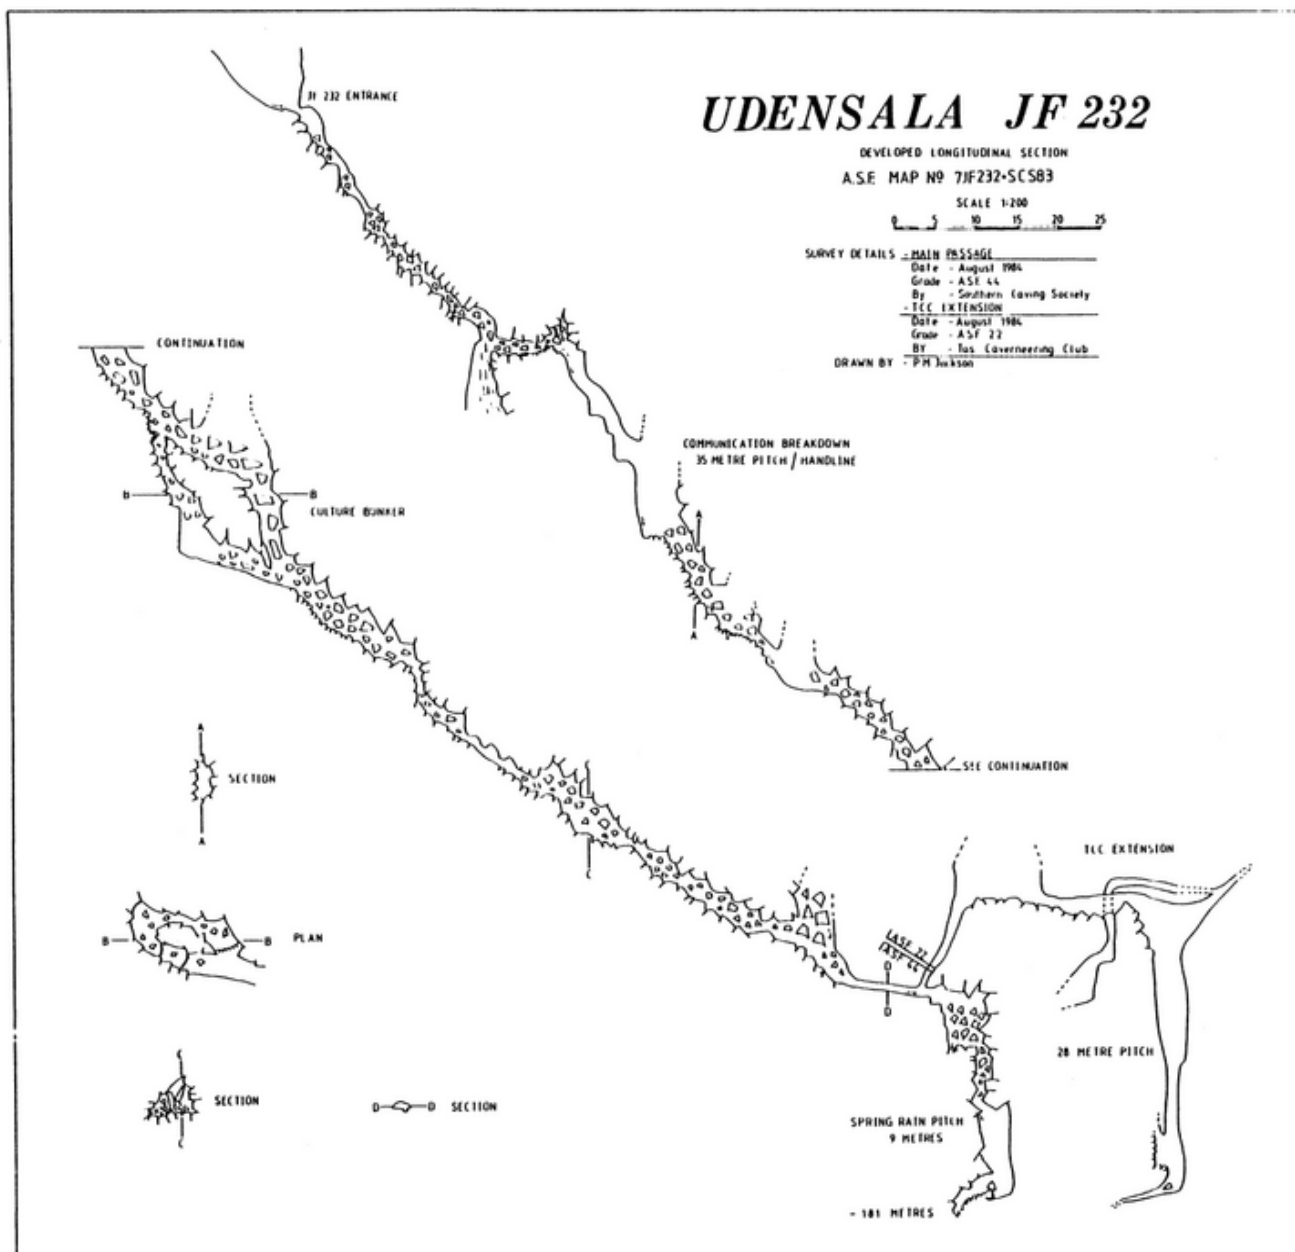 JF 232 ENTRANCE
UDENSALA JF 232
DEVELOPED LONGITUDINAL SECTION
A.S.F. MAP Nº 7JF232•SCS83
SCALE 1:200
0 5 10 15 20 25
SURVEY DETAILS - MAIN PASSAGE
Date - August 1984
Grade - ASF 44
By - Southern Caving Society
- TCC EXTENSION
Date - August 1984
Grade - ASF 22
BY - Tas Caverneering Club
DRAWN BY - P M Jackson
CONTINUATION
COMMUNICATION BREAKDOWN
35 METRE PITCH / HANDLINE
B B
CULTURE BUNKER
A
A
SEE CONTINUATION
A
SECTION
A
C
C
TCC EXTENSION
B B PLAN
ASF 22
ASF 44
D
D
28 METRE PITCH
C
SECTION
C
D D SECTION
SPRING RAIN PITCH
9 METRES
- 181 METRES